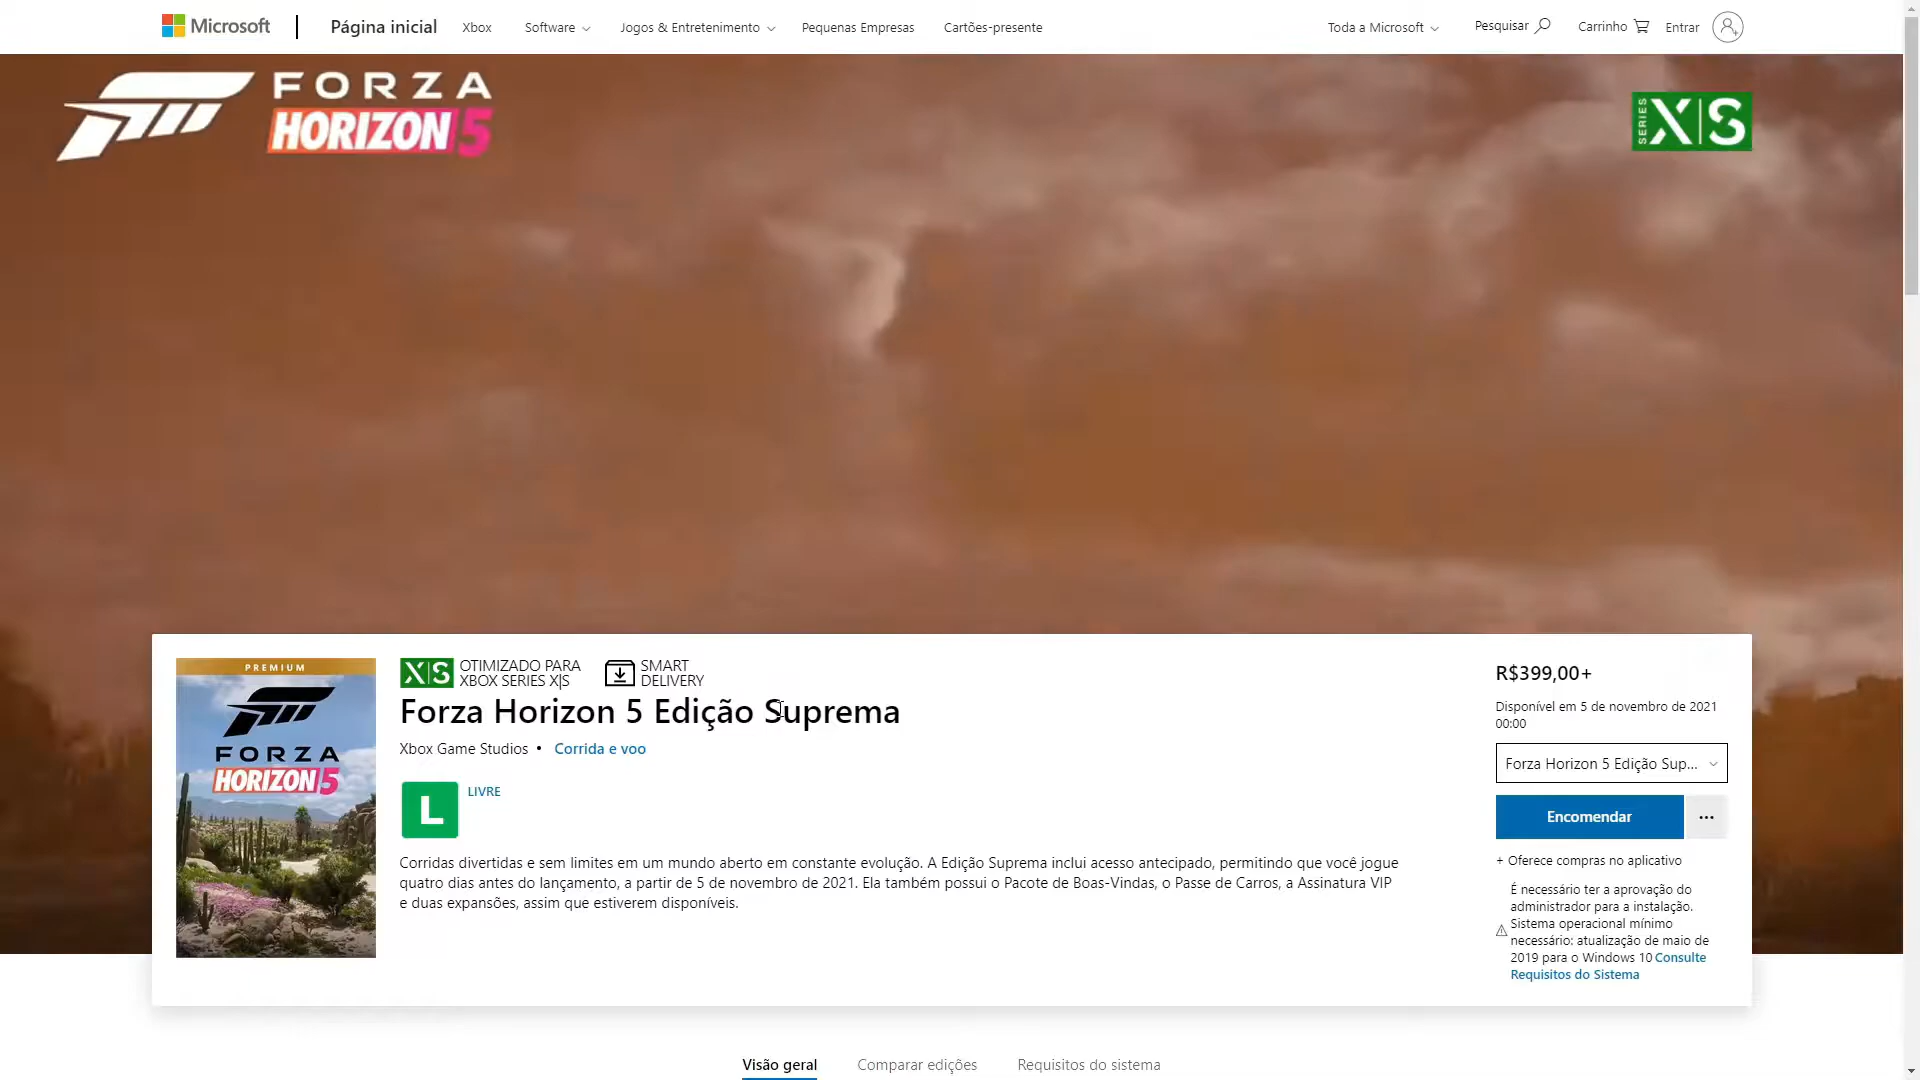 Microsoft
Página inicial
Xbox
Software
Jogos & Entretenimento
Pequenas Empresas
Cartões-presente
Toda a Microsoft
Pesquisar
Carrinho
Entrar
FORZA
HORIZON 5
SERIES X|S
PREMIUM
FORZA
HORIZON 5
X|S
OTIMIZADO PARA
XBOX SERIES X|S
SMART
DELIVERY
Forza Horizon 5 Edição Suprema
Xbox Game Studios • Corrida e voo
L
LIVRE
Corridas divertidas e sem limites em um mundo aberto em constante evolução. A Edição Suprema inclui acesso antecipado, permitindo que você jogue
quatro dias antes do lançamento, a partir de 5 de novembro de 2021. Ela também possui o Pacote de Boas-Vindas, o Passe de Carros, a Assinatura VIP
e duas expansões, assim que estiverem disponíveis.
R$399,00+
Disponível em 5 de novembro de 2021
00:00
Forza Horizon 5 Edição Sup...
Encomendar
...
+ Oferece compras no aplicativo
É necessário ter a aprovação do
administrador para a instalação.
Sistema operacional mínimo
necessário: atualização de maio de
2019 para o Windows 10 Consulte
Requisitos do Sistema
Visão geral
Comparar edições
Requisitos do sistema